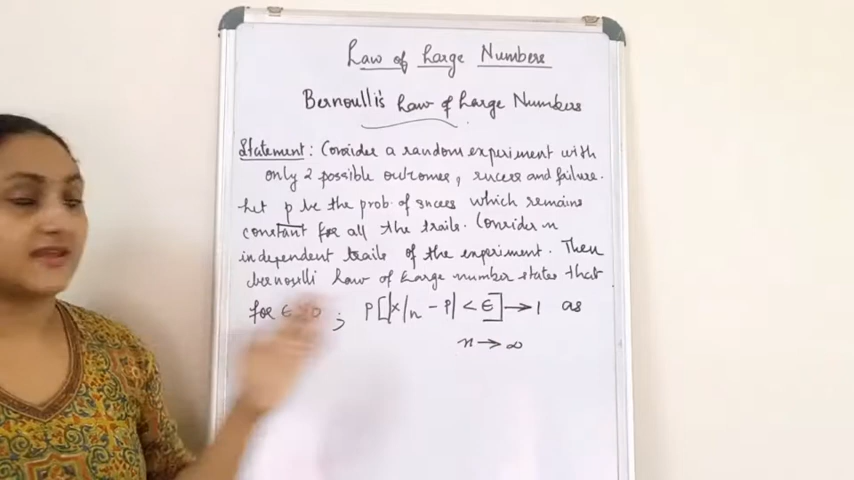 Law of Large Numbers
Bernoulli's Law of Large Numbers
Statement: Consider a random experiment with
only 2 possible outcomes, success and failure.
Let p be the prob. of success which remains
constant for all the trails. Consider n
independent trails of the experiment. Then
bernoulli Law of Large number states that
for ; P[|x/n - P| < ∈] → 1 as
n → ∞